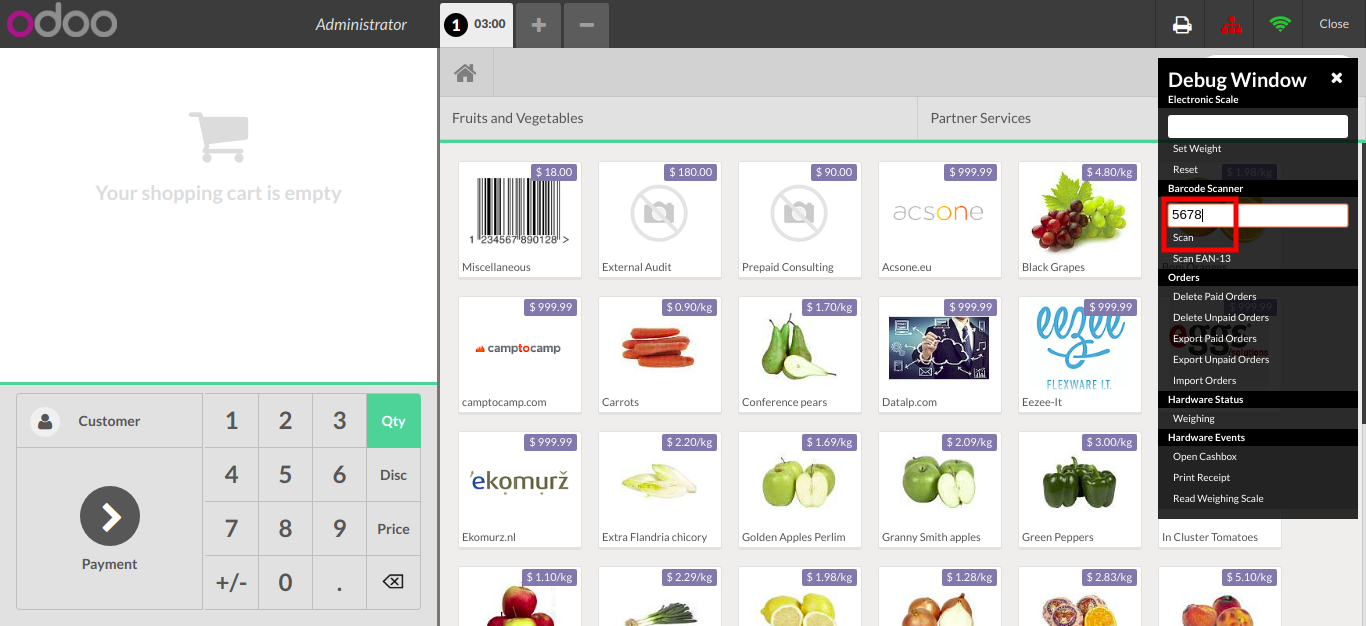 odoo
Administrator
1 03:00
+
−
Close
Your shopping cart is empty
Customer
Payment
1 2 3 Qty
4 5 6 Disc
7 8 9 Price
+/- 0 .
Fruits and Vegetables
Partner Services
$ 18.00
1 234567 890128 >
Miscellaneous
$ 180.00
External Audit
$ 90.00
Prepaid Consulting
$ 999.99
acsone
Acsone.eu
$ 4.80/kg
Black Grapes
$ 1.98/kg
$ 999.99
camptocamp
camptocamp.com
$ 0.90/kg
Carrots
$ 1.70/kg
Conference pears
$ 999.99
Datalp.com
$ 999.99
eezee
FLEXWARE I.T.
Eezee-It
$ 999.99
eggs
solutions
$ 999.99
'ekomurž
Ekomurz.nl
$ 2.20/kg
Extra Flandria chicory
$ 1.69/kg
Golden Apples Perlim
$ 2.09/kg
Granny Smith apples
$ 3.00/kg
Green Peppers
In Cluster Tomatoes
$ 1.10/kg
$ 2.29/kg
$ 1.98/kg
$ 1.28/kg
$ 2.83/kg
$ 5.10/kg
Debug Window
Electronic Scale
Set Weight
Reset
Barcode Scanner
5678
Scan
Scan EAN-13
Orders
Delete Paid Orders
Delete Unpaid Orders
Export Paid Orders
Export Unpaid Orders
Import Orders
Hardware Status
Weighing
Hardware Events
Open Cashbox
Print Receipt
Read Weighing Scale